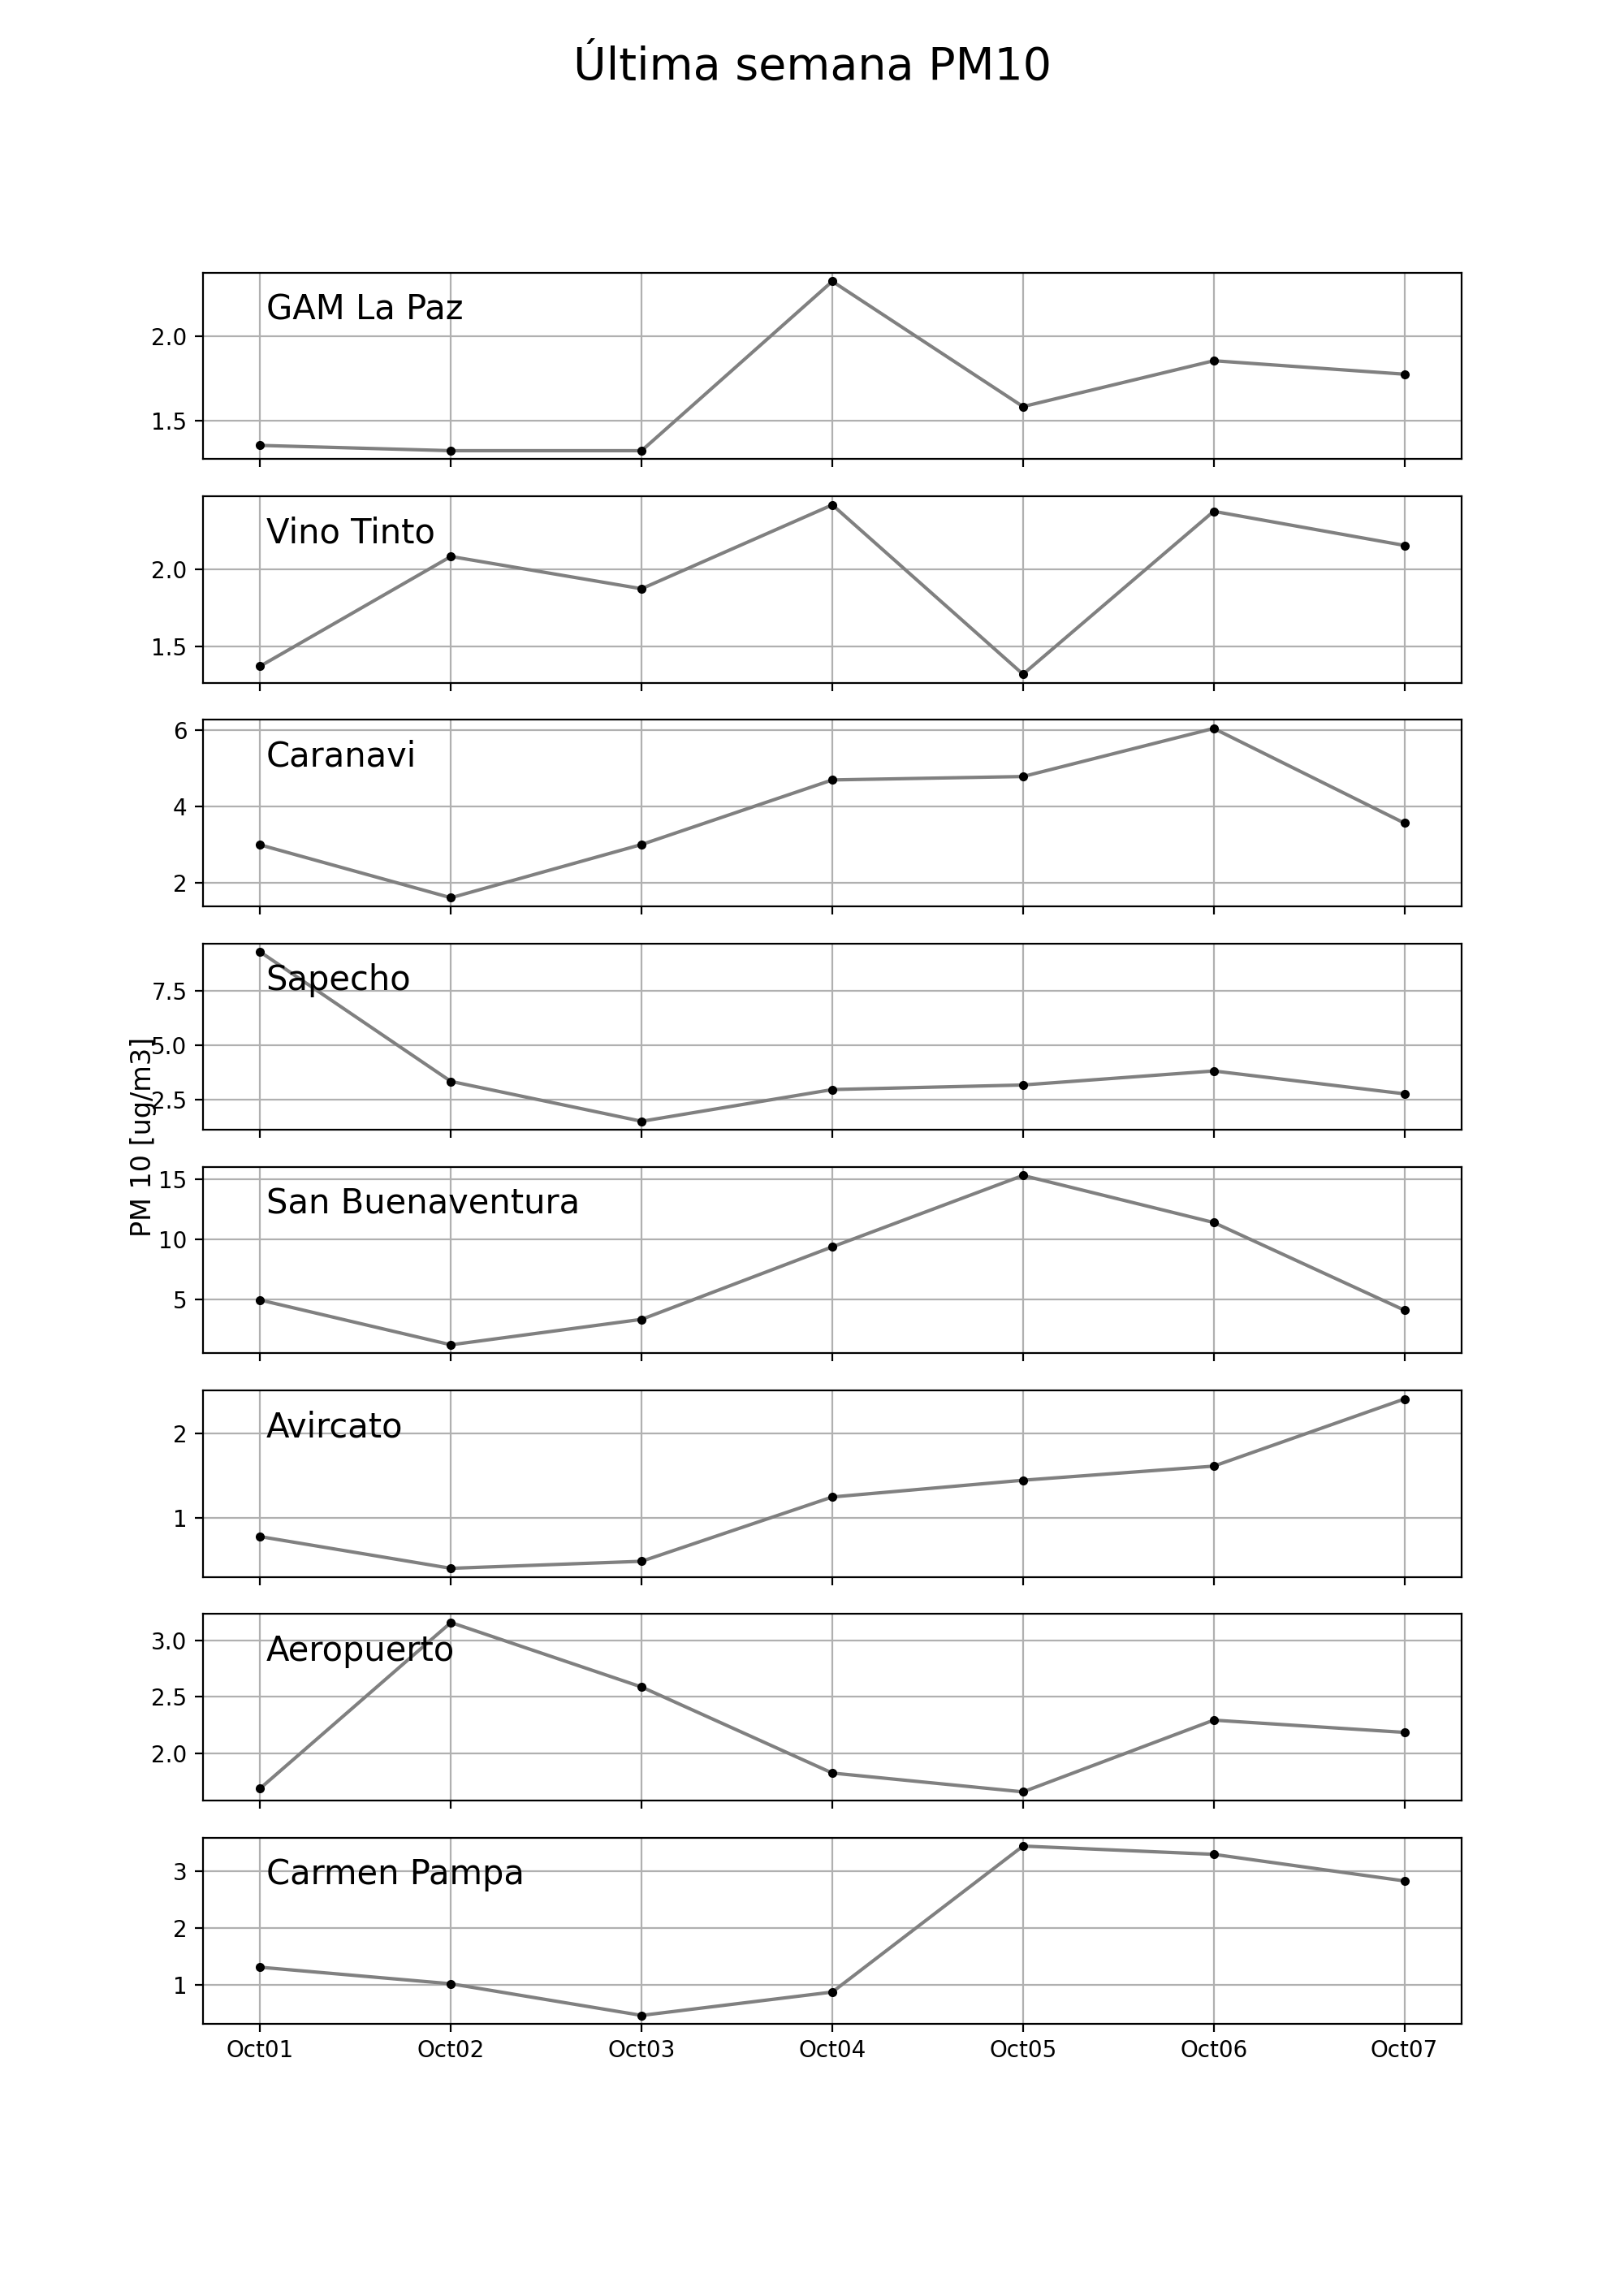 Última semana PM10
GAM La Paz
2.0
1.5
Vino Tinto
2.0
1.5
Caranavi
6
4
2
Sapecho
7.5
5.0
2.5
PM 10 [ug/m3]
San Buenaventura
15
10
5
Avircato
2
1
Aeropuerto
3.0
2.5
2.0
Carmen Pampa
3
2
1
Oct01 Oct02 Oct03 Oct04 Oct05 Oct06 Oct07